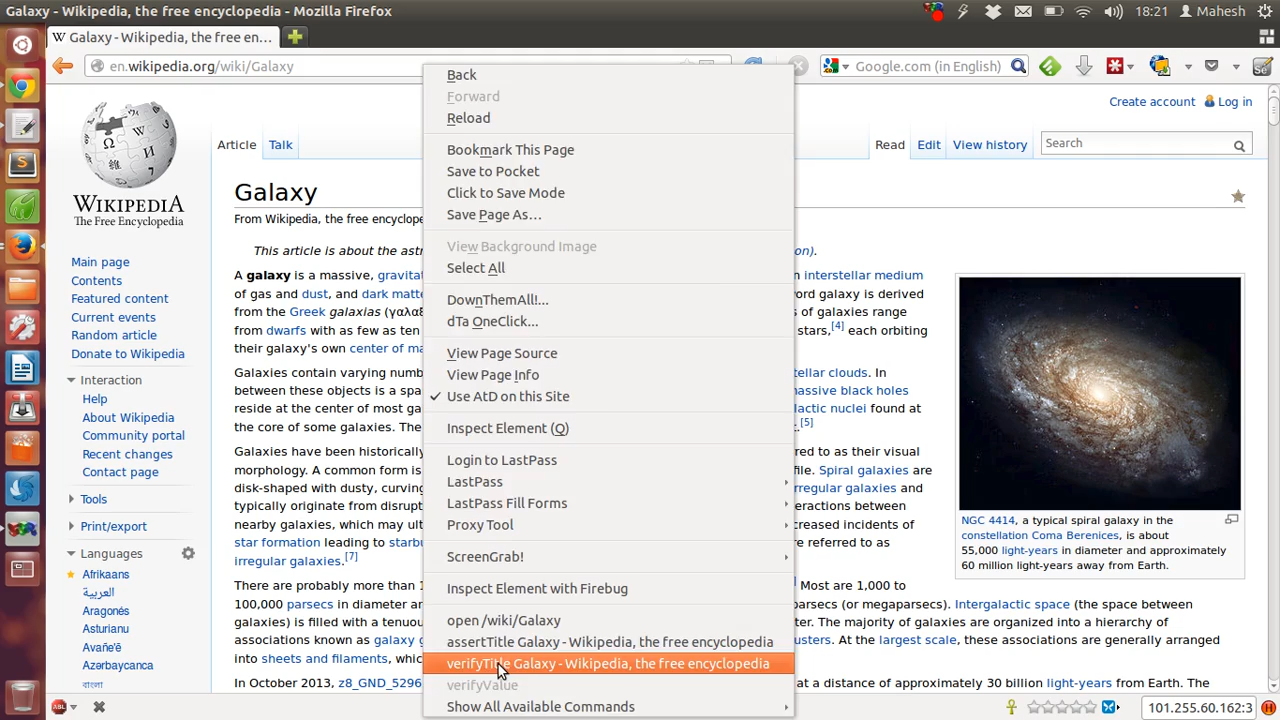 Galaxy - Wikipedia, the free encyclopedia - Mozilla Firefox
18:21
Mahesh
W Galaxy - Wikipedia, the free en...
en.wikipedia.org/wiki/Galaxy
Google.com (in English)
Se
Create account
Log in
Article
Talk
Read
Edit
View history
Search
WIKIPEDIA
The Free Encyclopedia
Main page
Contents
Featured content
Current events
Random article
Donate to Wikipedia
Interaction
Help
About Wikipedia
Community portal
Recent changes
Contact page
Tools
Print/export
Languages
Afrikaans
العربية
Aragonés
Asturianu
Avañe'ẽ
Azərbaycanca
বাংলা
Galaxy
From Wikipedia, the free encyclope
This article is about the ast
on).
A galaxy is a massive, gravitat
n interstellar medium
of gas and dust, and dark matte
ord galaxy is derived
from the Greek galaxias (γαλαξ
s of galaxies range
from dwarfs with as few as ten
stars,[4] each orbiting
their galaxy's own center of ma
Galaxies contain varying numb
tellar clouds. In
between these objects is a spa
assive black holes
reside at the center of most ga
lactic nuclei found at
the core of some galaxies. The
[5]
Galaxies have been historically
red to as their visual
morphology. A common form is
file. Spiral galaxies are
disk-shaped with dusty, curving
rregular galaxies and
typically originate from disrupt
eractions between
nearby galaxies, which may ult
creased incidents of
star formation leading to starbu
re referred to as
irregular galaxies.[7]
There are probably more than 1
Most are 1,000 to
100,000 parsecs in diameter an
parsecs (or megaparsecs). Intergalactic space (the space between
galaxies) is filled with a tenuou
ter. The majority of galaxies are organized into a hierarchy of
associations known as galaxy g
usters. At the largest scale, these associations are generally arranged
into sheets and filaments, whic
In October 2013, z8_GND_5296
at a distance of approximately 30 billion light-years from Earth.
NGC 4414, a typical spiral galaxy in the
constellation Coma Berenices, is about
55,000 light-years in diameter and approximately
60 million light-years away from Earth.
Back
Forward
Reload
Bookmark This Page
Save to Pocket
Click to Save Mode
Save Page As...
View Background Image
Select All
DownThemAll!...
dTa OneClick...
View Page Source
View Page Info
Use AtD on this Site
Inspect Element (Q)
Login to LastPass
LastPass
LastPass Fill Forms
Proxy Tool
ScreenGrab!
Inspect Element with Firebug
open /wiki/Galaxy
assertTitle Galaxy - Wikipedia, the free encyclopedia
verifyTitle Galaxy - Wikipedia, the free encyclopedia
verifyValue
Show All Available Commands
ABL
101.255.60.162:3